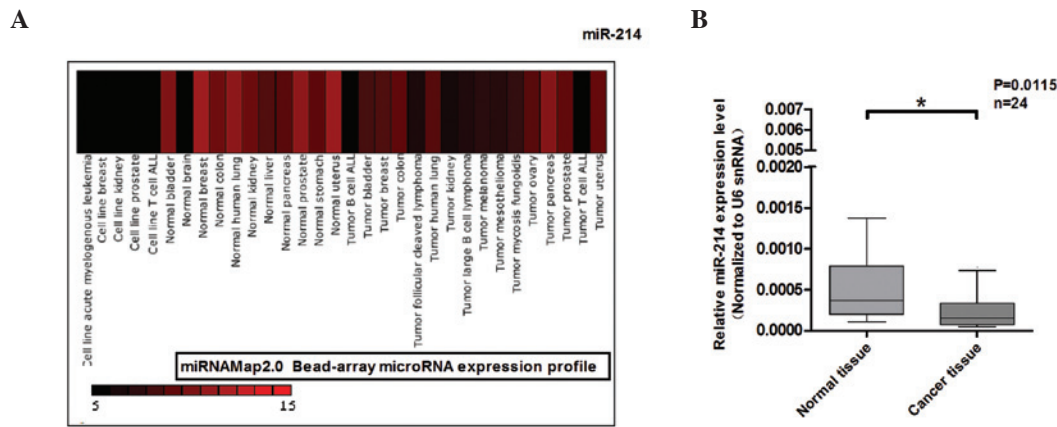 A
miR-214
Cell line acute myelogenous leukemia
Cell line breast
Cell line kidney
Cell line prostate
Cell line T cell ALL
Normal bladder
Normal brain
Normal breast
Normal colon
Normal human lung
Normal kidney
Normal liver
Normal pancreas
Normal prostate
Normal stomach
Normal uterus
Tumor B cell ALL
Tumor bladder
Tumor breast
Tumor colon
Tumor follicular cleaved lymphoma
Tumor human lung
Tumor kidney
Tumor large B cell lymphoma
Tumor melanoma
Tumor mesothelioma
Tumor mycosis fungoidis
Tumor ovary
Tumor pancreas
Tumor prostate
Tumor T cell ALL
Tumor uterus
miRNAMap2.0 Bead-array microRNA expression profile
5 15
B
P=0.0115
n=24
*
Relative miR-214 expression level
(Normalized to U6 snRNA)
0.007
0.006
0.005
0.0020
0.0015
0.0010
0.0005
0.0000
Normal tissue
Cancer tissue